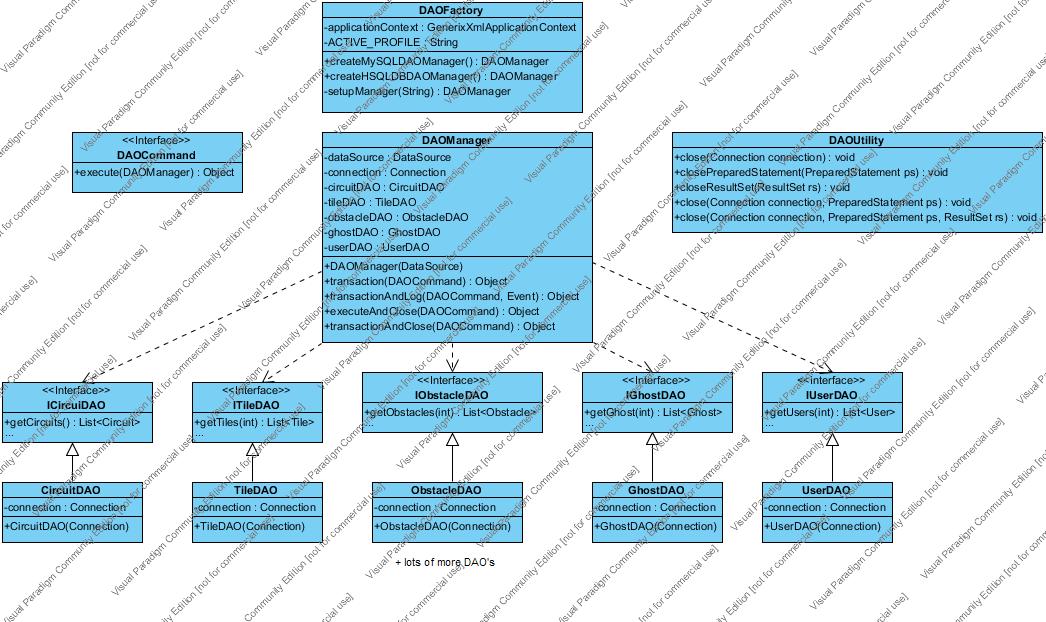 DAOFactory
-applicationContext : GenerixXmlApplicationContext
-ACTIVE_PROFILE : String
+createMySQLDAOManager() : DAOManager
+createHSQLDBDAOManager() : DAOManager
-setupManager(String) : DAOManager
<<Interface>>
DAOCommand
+execute(DAOManager) : Object
DAOManager
-dataSource : DataSource
-connection : Connection
-circuitDAO : CircuitDAO
-tileDAO : TileDAO
-obstacleDAO : ObstacleDAO
-ghostDAO : GhostDAO
-userDAO : UserDAO
+DAOManager(DataSource)
+transaction(DAOCommand) : Object
+transactionAndLog(DAOCommand, Event) : Object
+executeAndClose(DAOCommand) : Object
+transactionAndClose(DAOCommand) : Object
DAOUtility
+close(Connection connection) : void
+closePreparedStatement(PreparedStatement ps) : void
+closeResultSet(ResultSet rs) : void
+close(Connection connection, PreparedStatement ps) : void
+close(Connection connection, PreparedStatement ps, ResultSet rs) : void
<<Interface>>
ICircuiDAO
+getCircuits() : List<Circuit>
...
<<Interface>>
ITileDAO
+getTiles(int) : List<Tile>
...
<<Interface>>
IObstacleDAO
+getObstacles(int) : List<Obstacle>
...
<<Interface>>
IGhostDAO
+getGhost(int) : List<Ghost>
...
<<Interface>>
IUserDAO
+getUsers(int) : List<User>
...
CircuitDAO
-connection : Connection
+CircuitDAO(Connection)
TileDAO
-connection : Connection
+TileDAO(Connection)
ObstacleDAO
-connection : Connection
+ObstacleDAO(Connection)
GhostDAO
-connection : Connection
+GhostDAO(Connection)
UserDAO
-connection : Connection
+UserDAO(Connection)
+ lots of more DAO's
Visual Paradigm Community Edition [not for commercial use]